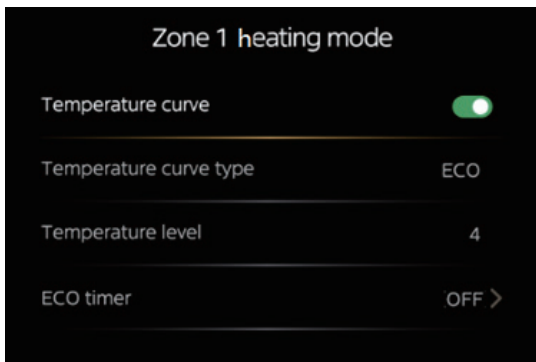 Zone 1 heating mode
Temperature curve
Temperature curve type ECO
Temperature level 4
ECO timer OFF